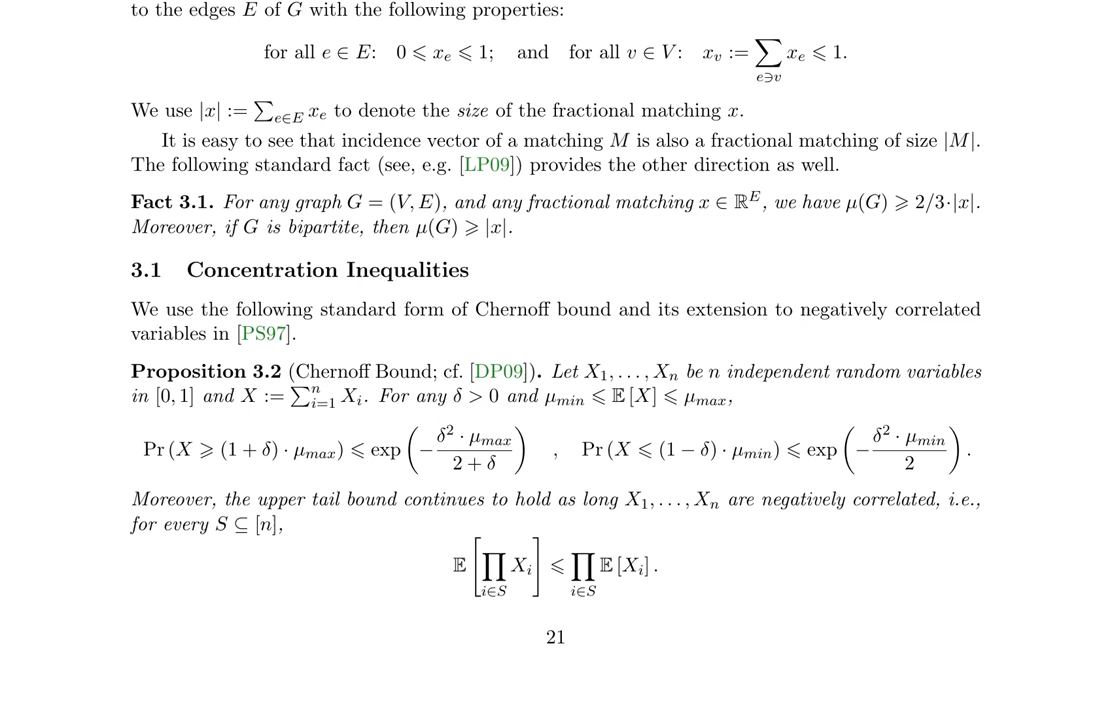 to the edges E of G with the following properties:
for all e ∈ E: 0 ⩽ x_e ⩽ 1; and for all v ∈ V: x_v := ∑_{e∋v} x_e ⩽ 1.
We use |x| := ∑_{e∈E} x_e to denote the size of the fractional matching x.
It is easy to see that incidence vector of a matching M is also a fractional matching of size |M|.
The following standard fact (see, e.g. [LP09]) provides the other direction as well.
Fact 3.1. For any graph G = (V, E), and any fractional matching x ∈ ℝ^E, we have μ(G) ⩾ 2/3·|x|.
Moreover, if G is bipartite, then μ(G) ⩾ |x|.
3.1 Concentration Inequalities
We use the following standard form of Chernoff bound and its extension to negatively correlated
variables in [PS97].
Proposition 3.2 (Chernoff Bound; cf. [DP09]). Let X_1, . . . , X_n be n independent random variables
in [0, 1] and X := ∑_{i=1}^n X_i. For any δ > 0 and μ_min ⩽ 𝔼[X] ⩽ μ_max,
Pr (X ⩾ (1 + δ) · μ_max) ⩽ exp (− δ² · μ_max / 2 + δ) , Pr (X ⩽ (1 − δ) · μ_min) ⩽ exp (− δ² · μ_min / 2) .
Moreover, the upper tail bound continues to hold as long X_1, . . . , X_n are negatively correlated, i.e.,
for every S ⊆ [n],
𝔼 [∏_{i∈S} X_i] ⩽ ∏_{i∈S} 𝔼 [X_i] .
21